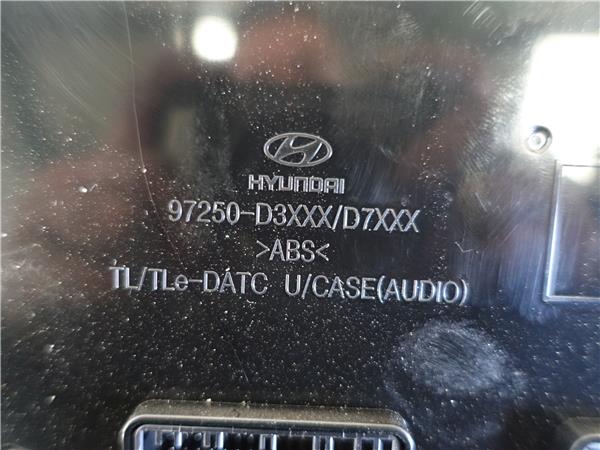 HYUNDAI
97250-D3XXX/D7XXX
>ABS<
TL/TLe-DATC U/CASE(AUDIO)